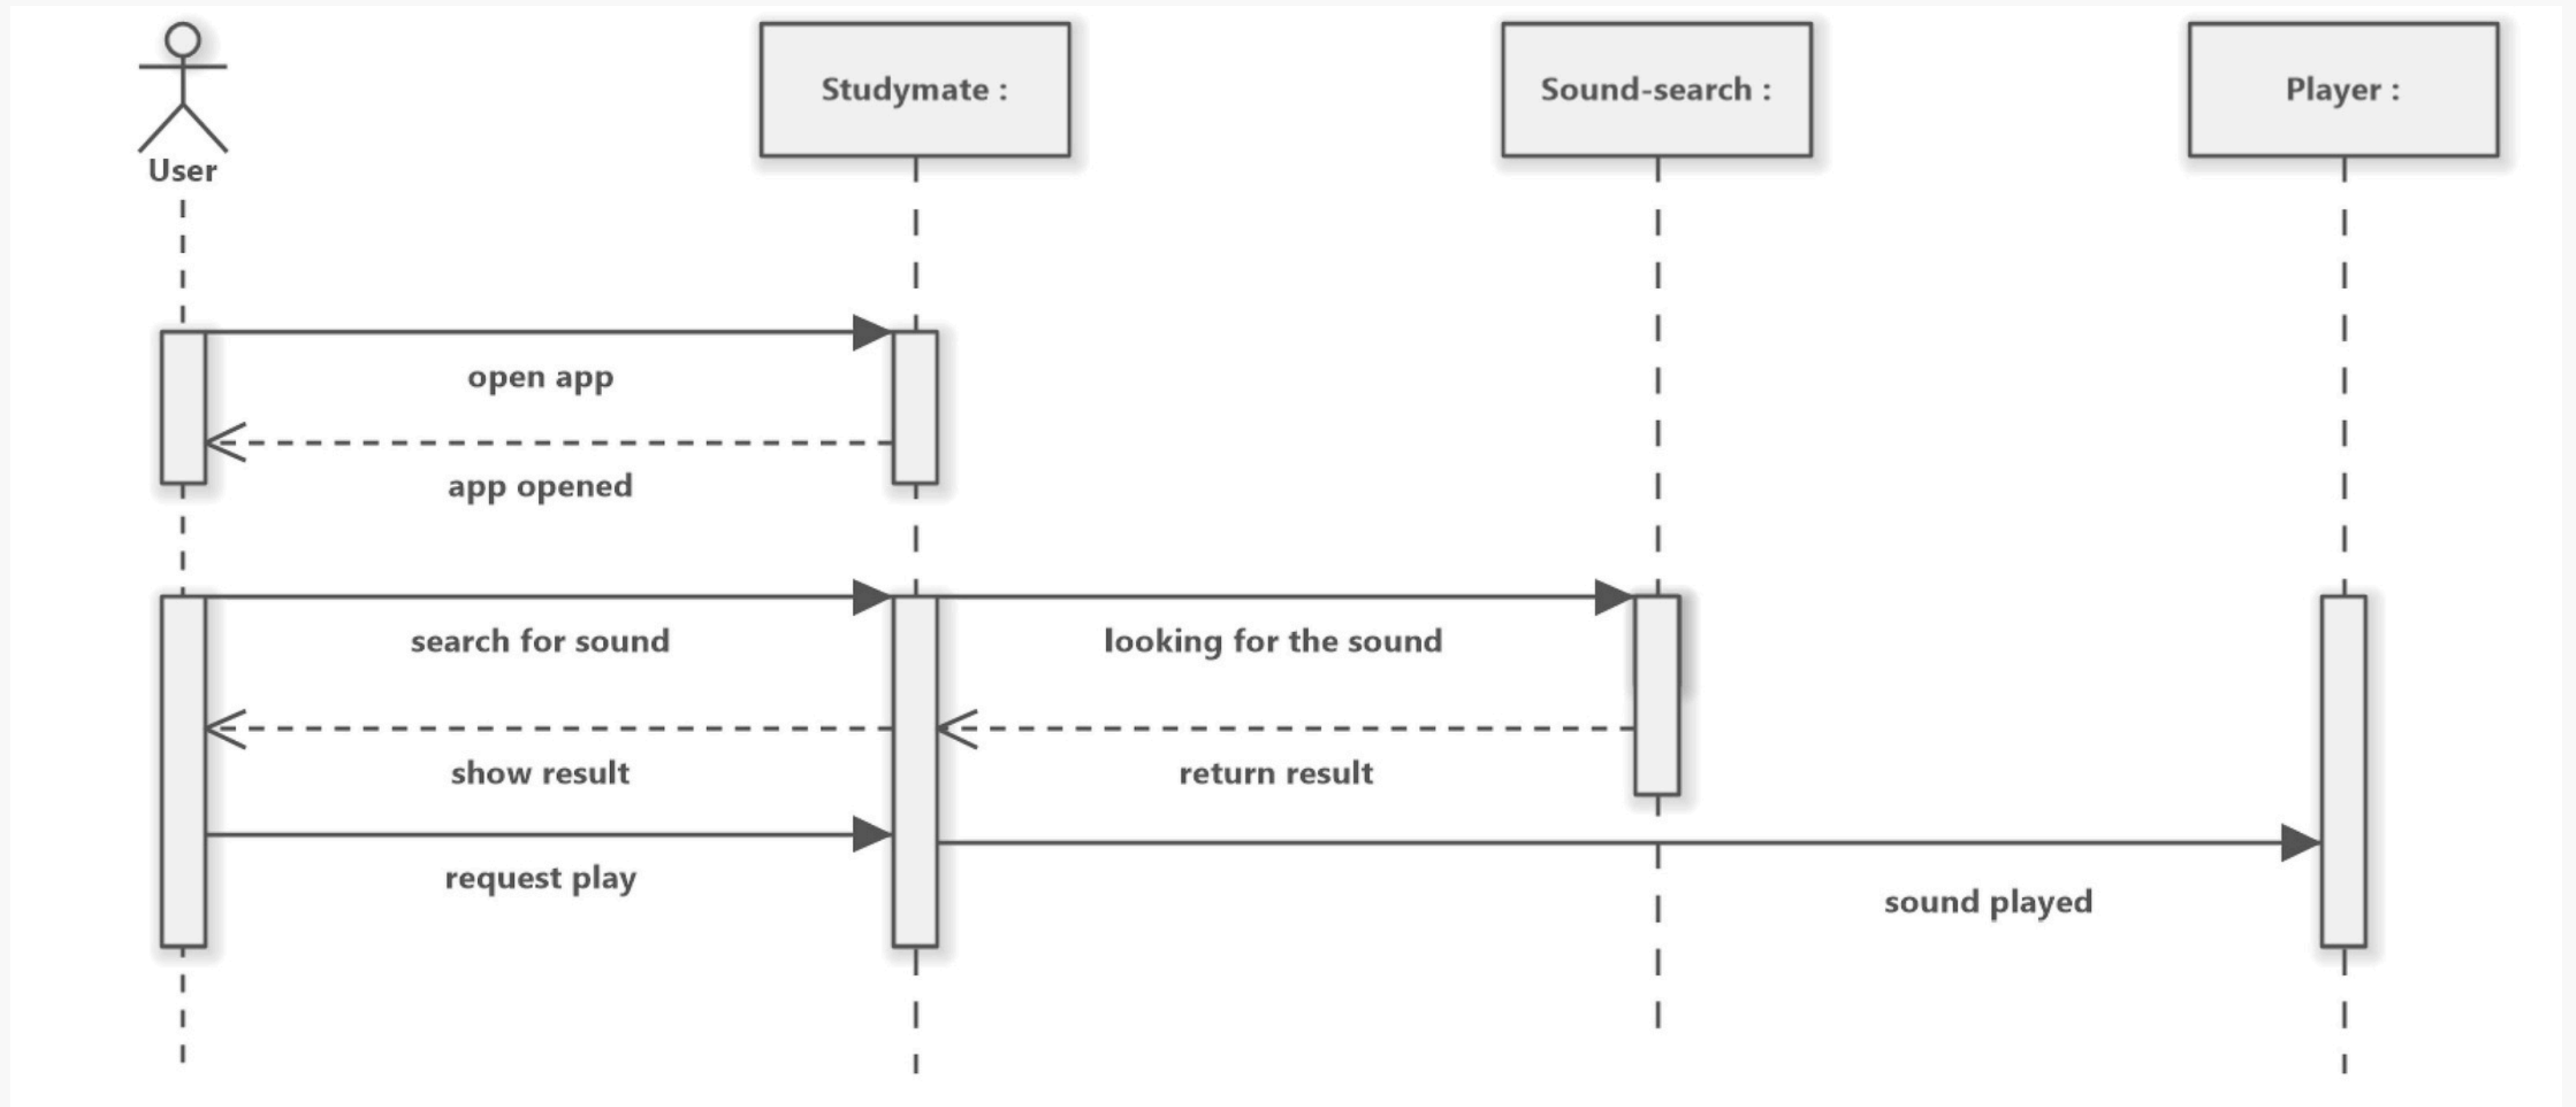 Studymate :
Sound-search :
Player :
User
open app
app opened
search for sound
looking for the sound
show result
return result
request play
sound played